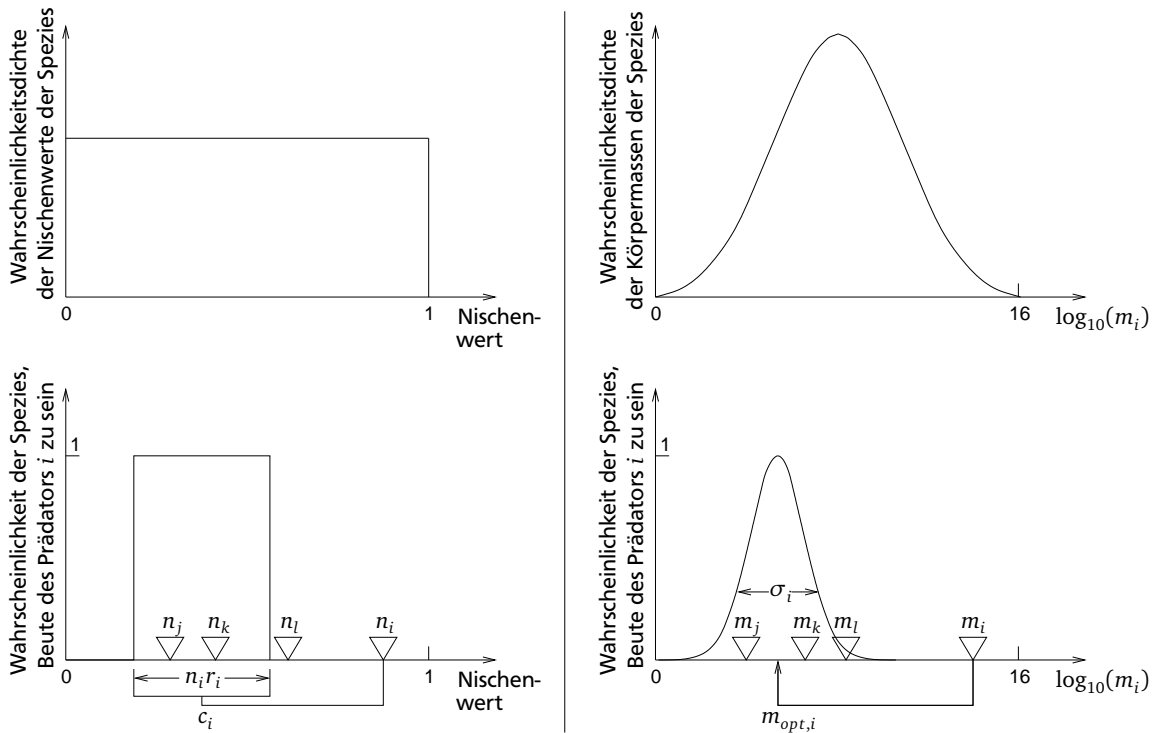 Wahrscheinlichkeitsdichte
der Nischenwerte der Spezies
0
1
Nischen-
wert
Wahrscheinlichkeitsdichte
der Körpermassen der Spezies
0
16
log₁₀(mᵢ)
Wahrscheinlichkeit der Spezies,
Beute des Prädators i zu sein
1
nⱼ nₖ nₗ nᵢ
0
nᵢrᵢ
1
Nischen-
wert
cᵢ
Wahrscheinlichkeit der Spezies,
Beute des Prädators i zu sein
1
σᵢ
mⱼ mₖ mₗ mᵢ
0
16
log₁₀(mᵢ)
m_{opt,i}